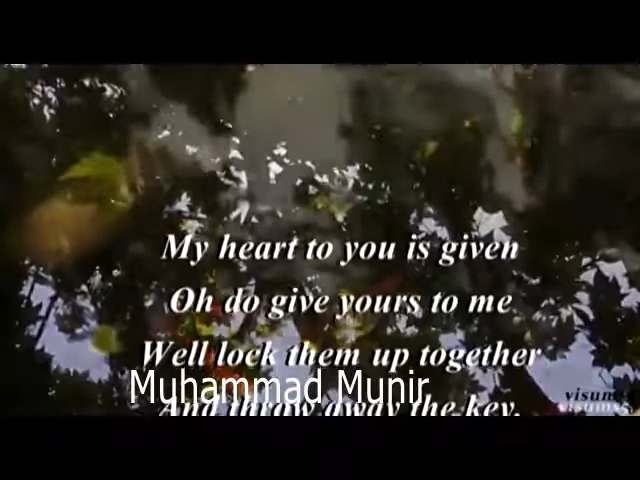 My heart to you is given
Oh do give yours to me
Well lock them up together
Muhammad Munir
And throw away the key.